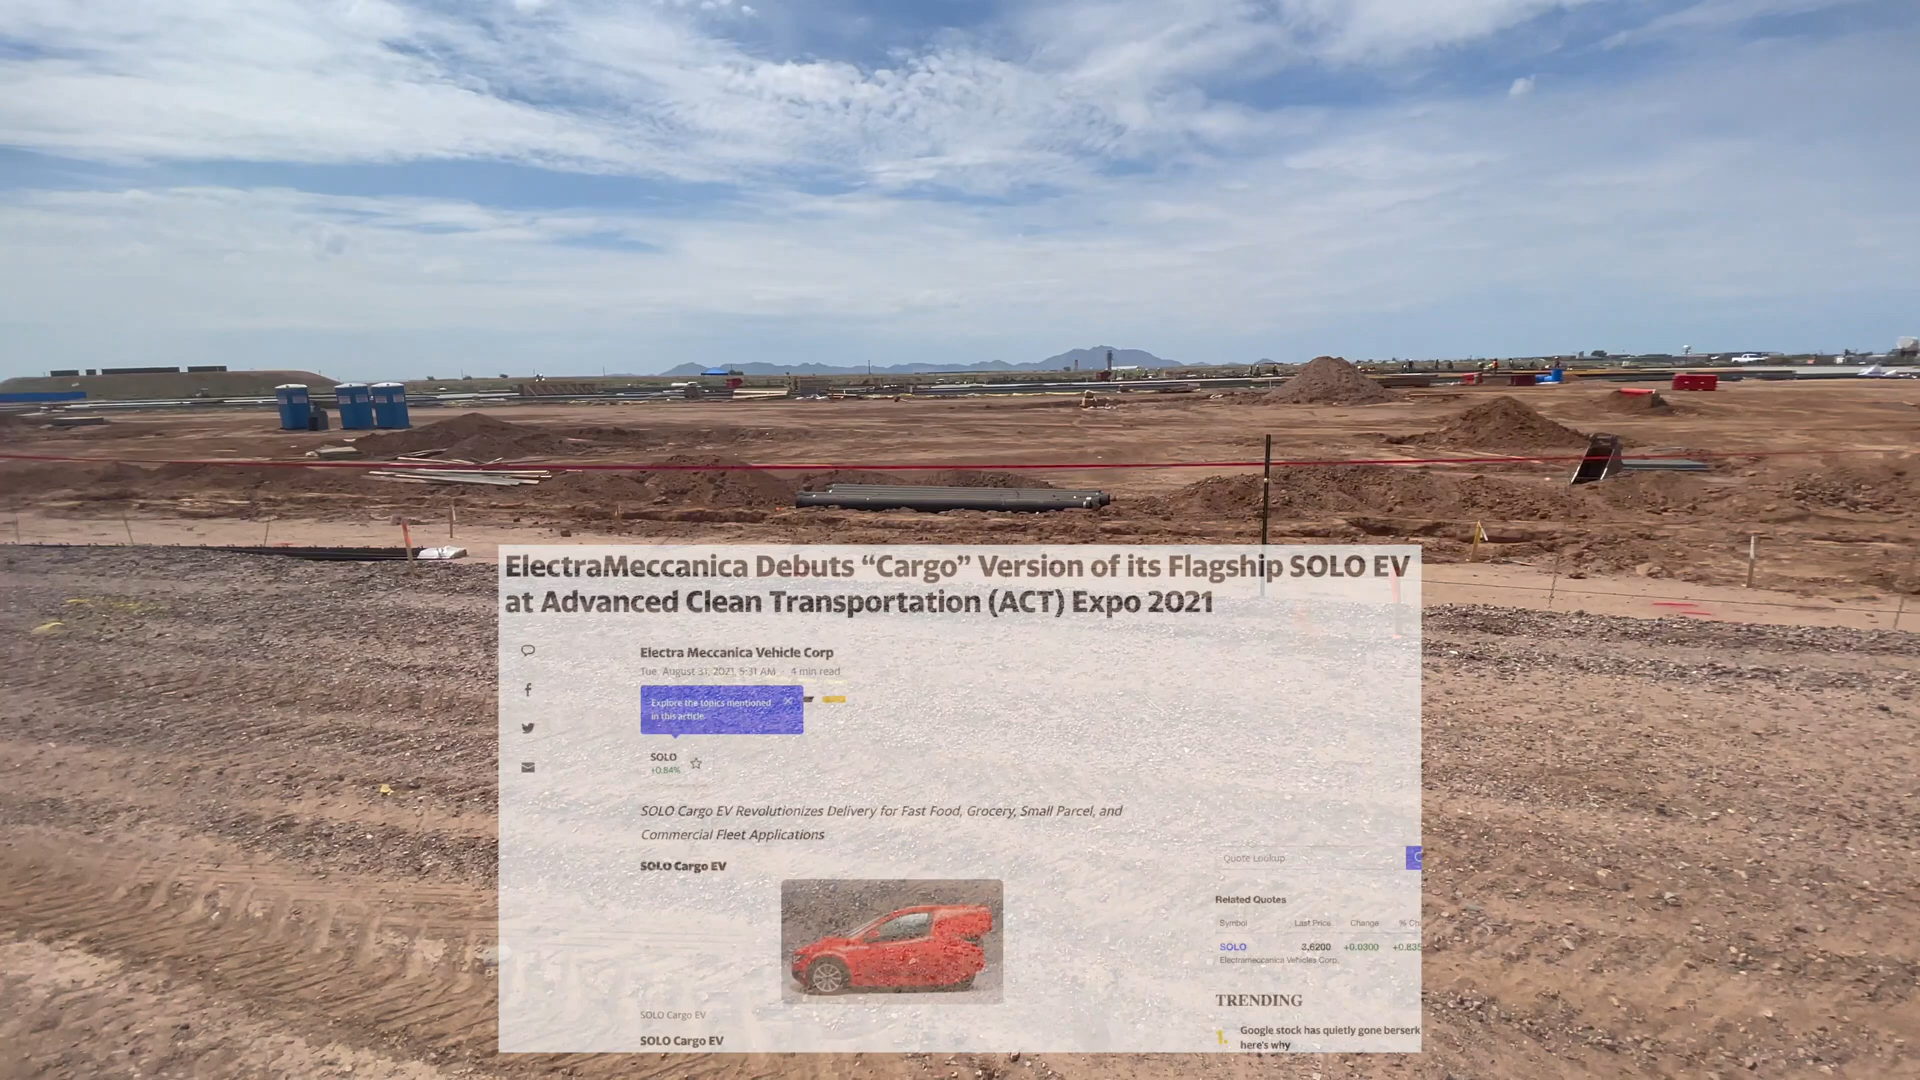 ElectraMeccanica Debuts “Cargo” Version of its Flagship SOLO EV
at Advanced Clean Transportation (ACT) Expo 2021
Electra Meccanica Vehicle Corp
Tue, August 31, 2021, 5:31 AM · 4 min read
Explore the topics mentioned
in this article
SOLO
+0.84%
SOLO Cargo EV Revolutionizes Delivery for Fast Food, Grocery, Small Parcel, and
Commercial Fleet Applications
SOLO Cargo EV
SOLO Cargo EV
SOLO Cargo EV
Quote Lookup
Related Quotes
Symbol Last Price Change % Ch
SOLO 3.6200 +0.0300 +0.835
Electrameccanica Vehicles Corp.
TRENDING
1. Google stock has quietly gone berserk
here's why